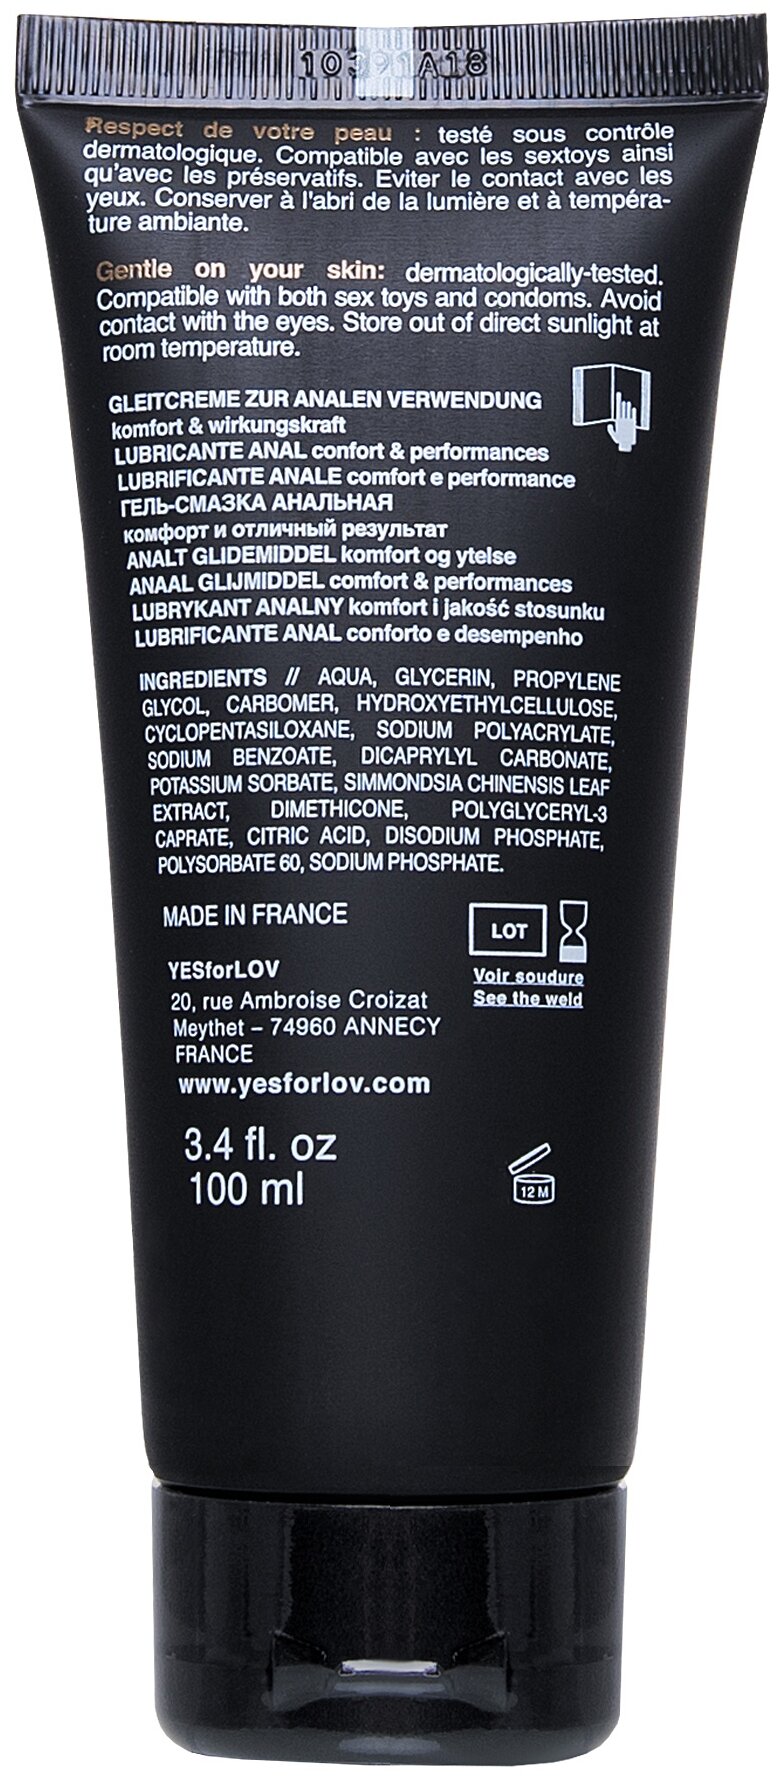 10391A18
Respect de votre peau : testé sous contrôle
dermatologique. Compatible avec les sextoys ainsi
qu'avec les préservatifs. Eviter le contact avec les
yeux. Conserver à l'abri de la lumière et à tempéra-
ture ambiante.
Gentle on your skin: dermatologically-tested.
Compatible with both sex toys and condoms. Avoid
contact with the eyes. Store out of direct sunlight at
room temperature.
GLEITCREME ZUR ANALEN VERWENDUNG
komfort & wirkungskraft
LUBRICANTE ANAL confort & performances
LUBRIFICANTE ANALE comfort e performance
ГЕЛЬ-СМАЗКА АНАЛЬНАЯ
комфорт и отличный результат
ANALT GLIDEMIDDEL komfort og ytelse
ANAAL GLIJMIDDEL comfort & performances
LUBRYKANT ANALNY komfort i jakość stosunku
LUBRIFICANTE ANAL conforto e desempenho
INGREDIENTS // AQUA, GLYCERIN, PROPYLENE
GLYCOL, CARBOMER, HYDROXYETHYLCELLULOSE,
CYCLOPENTASILOXANE, SODIUM POLYACRYLATE,
SODIUM BENZOATE, DICAPRYLYL CARBONATE,
POTASSIUM SORBATE, SIMMONDSIA CHINENSIS LEAF
EXTRACT, DIMETHICONE, POLYGLYCERYL-3
CAPRATE, CITRIC ACID, DISODIUM PHOSPHATE,
POLYSORBATE 60, SODIUM PHOSPHATE.
MADE IN FRANCE
LOT
Voir soudure
See the weld
YESforLOV
20, rue Ambroise Croizat
Meythet – 74960 ANNECY
FRANCE
www.yesforlov.com
3.4 fl. oz
100 ml
12 M